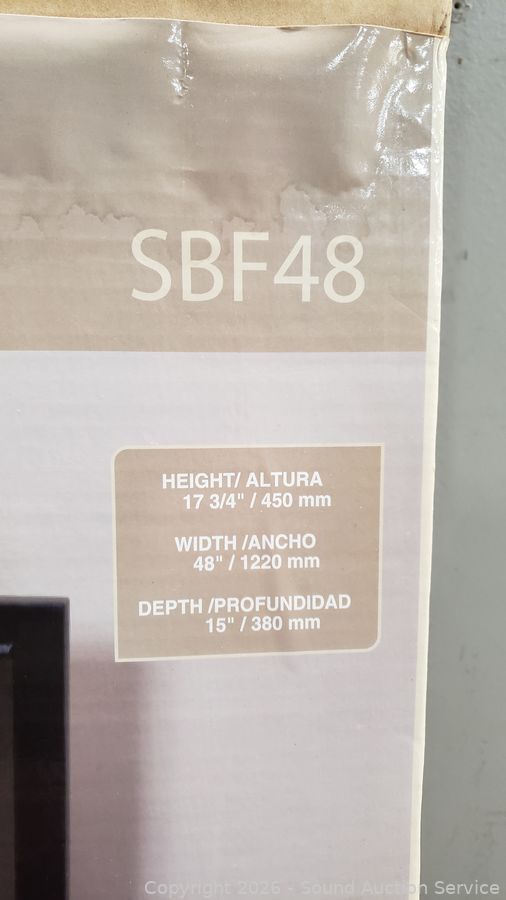 SBF48
HEIGHT/ ALTURA
17 3/4" / 450 mm
WIDTH /ANCHO
48" / 1220 mm
DEPTH /PROFUNDIDAD
15" / 380 mm
Copyright 2026 - Sound Auction Service